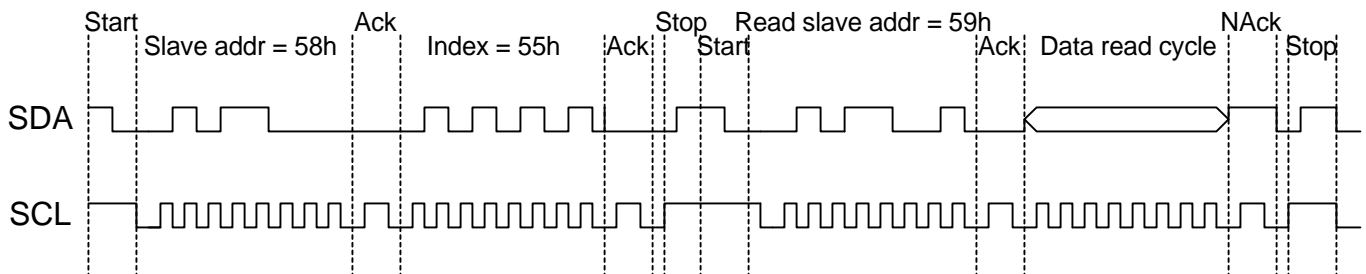 Start Ack Stop Read slave addr = 59h NAck
Slave addr = 58h Index = 55h Ack Start Ack Data read cycle Stop
SDA
SCL